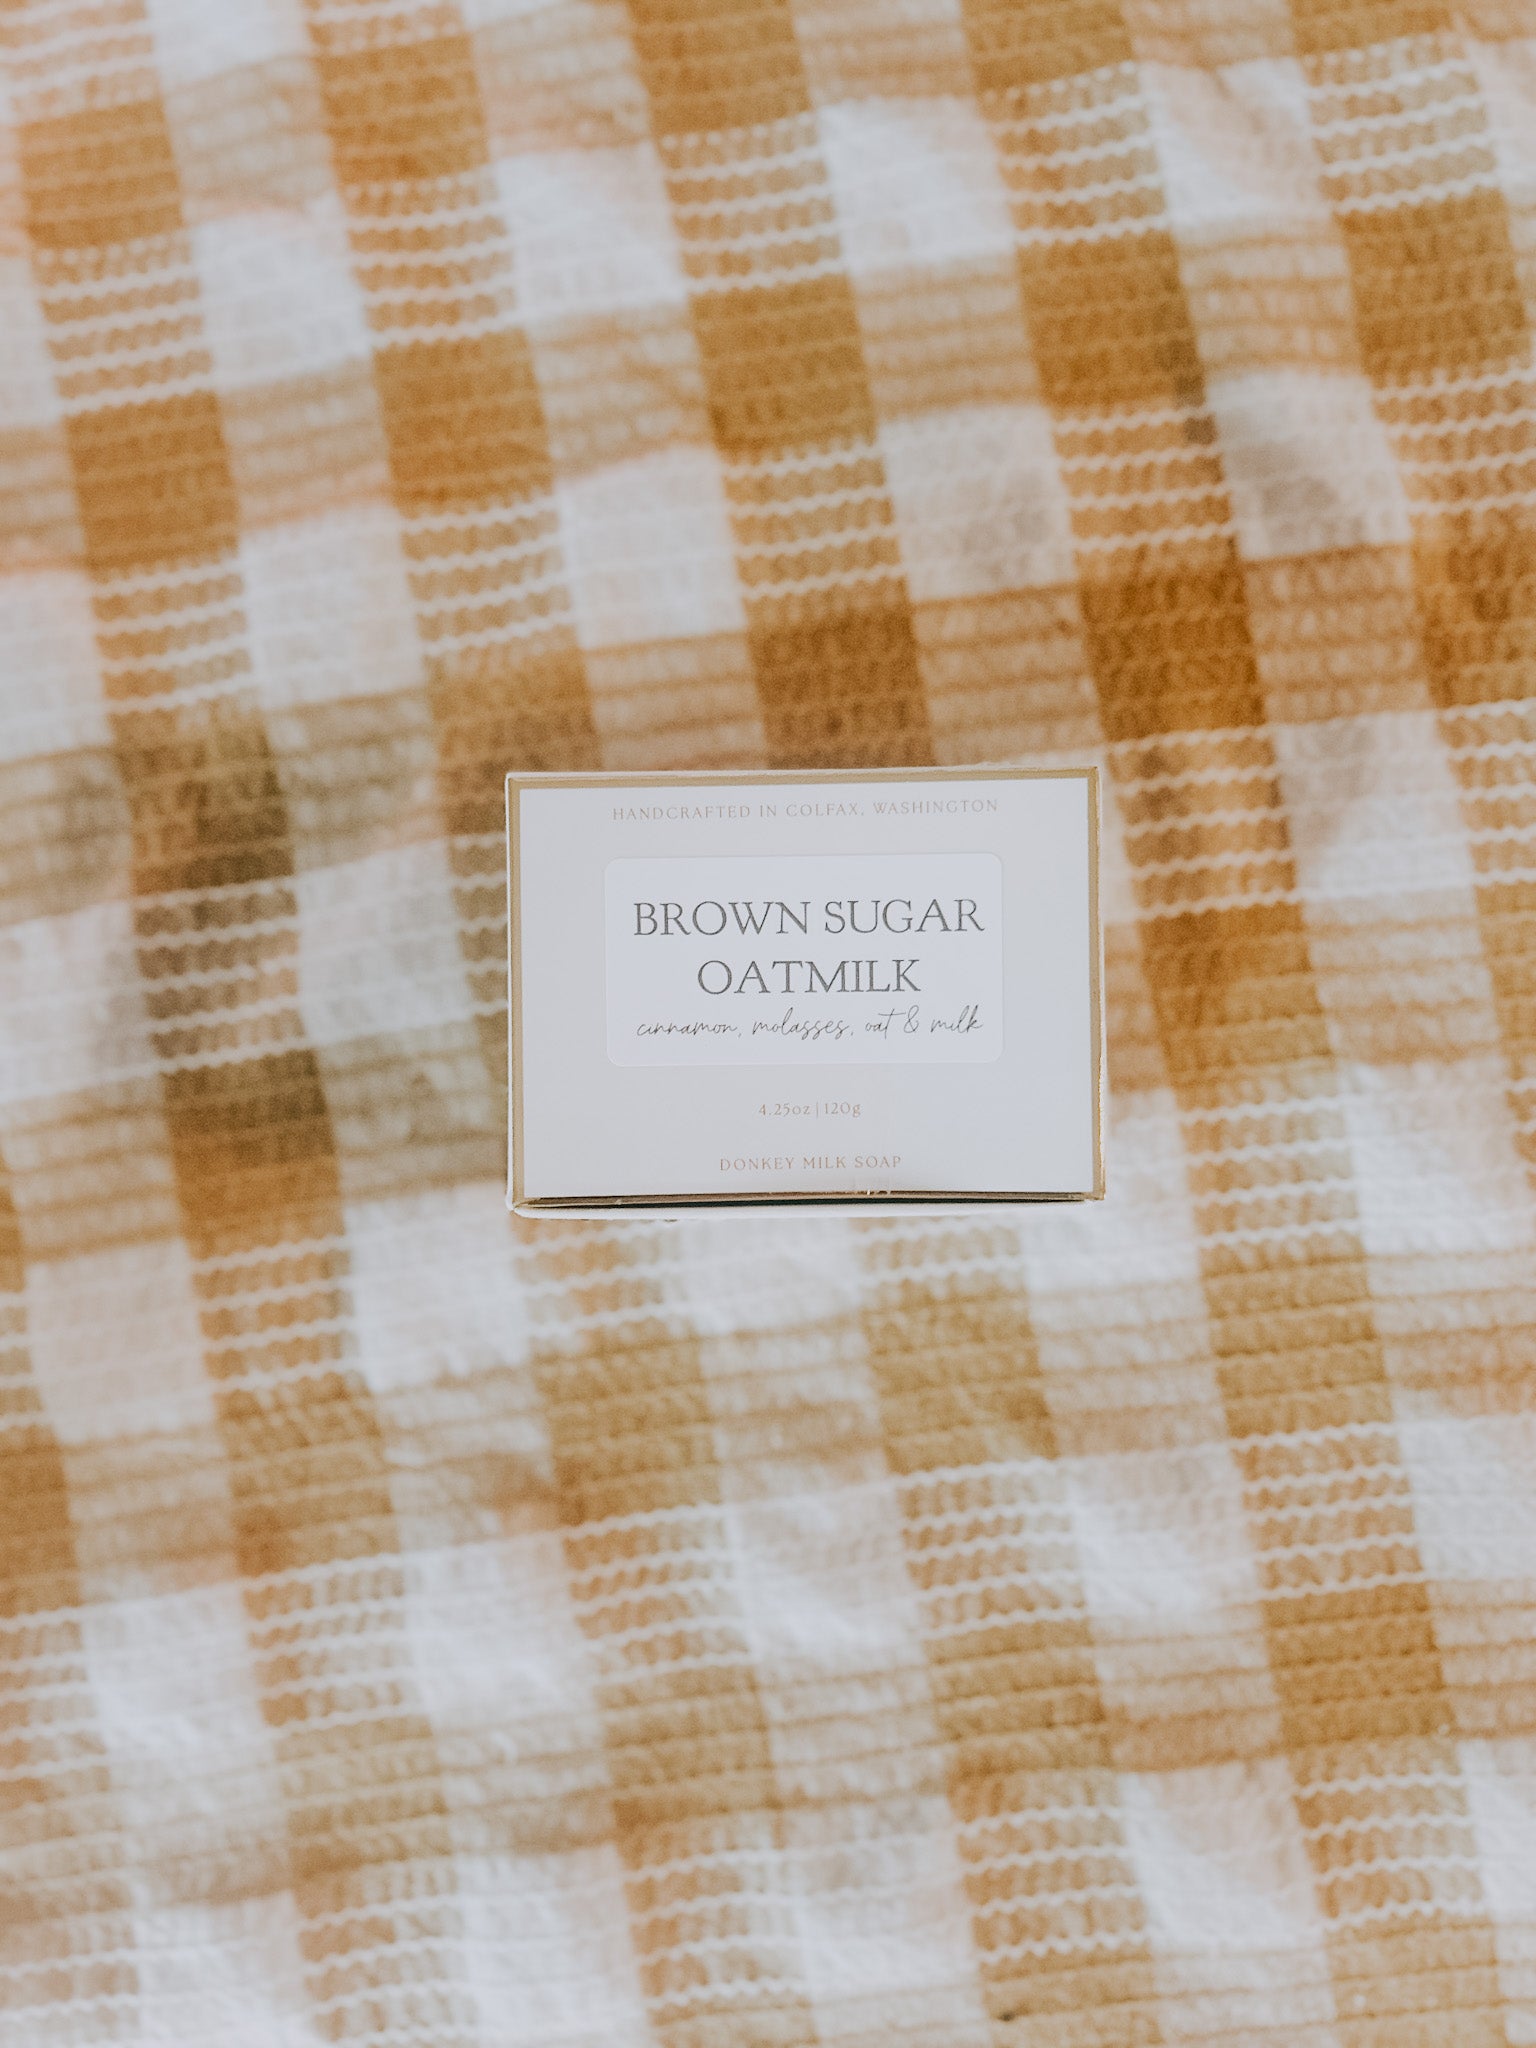 HANDCRAFTED IN COLFAX, WASHINGTON
BROWN SUGAR
OATMILK
cinnamon, molasses, oat & milk
4.25oz | 120g
DONKEY MILK SOAP